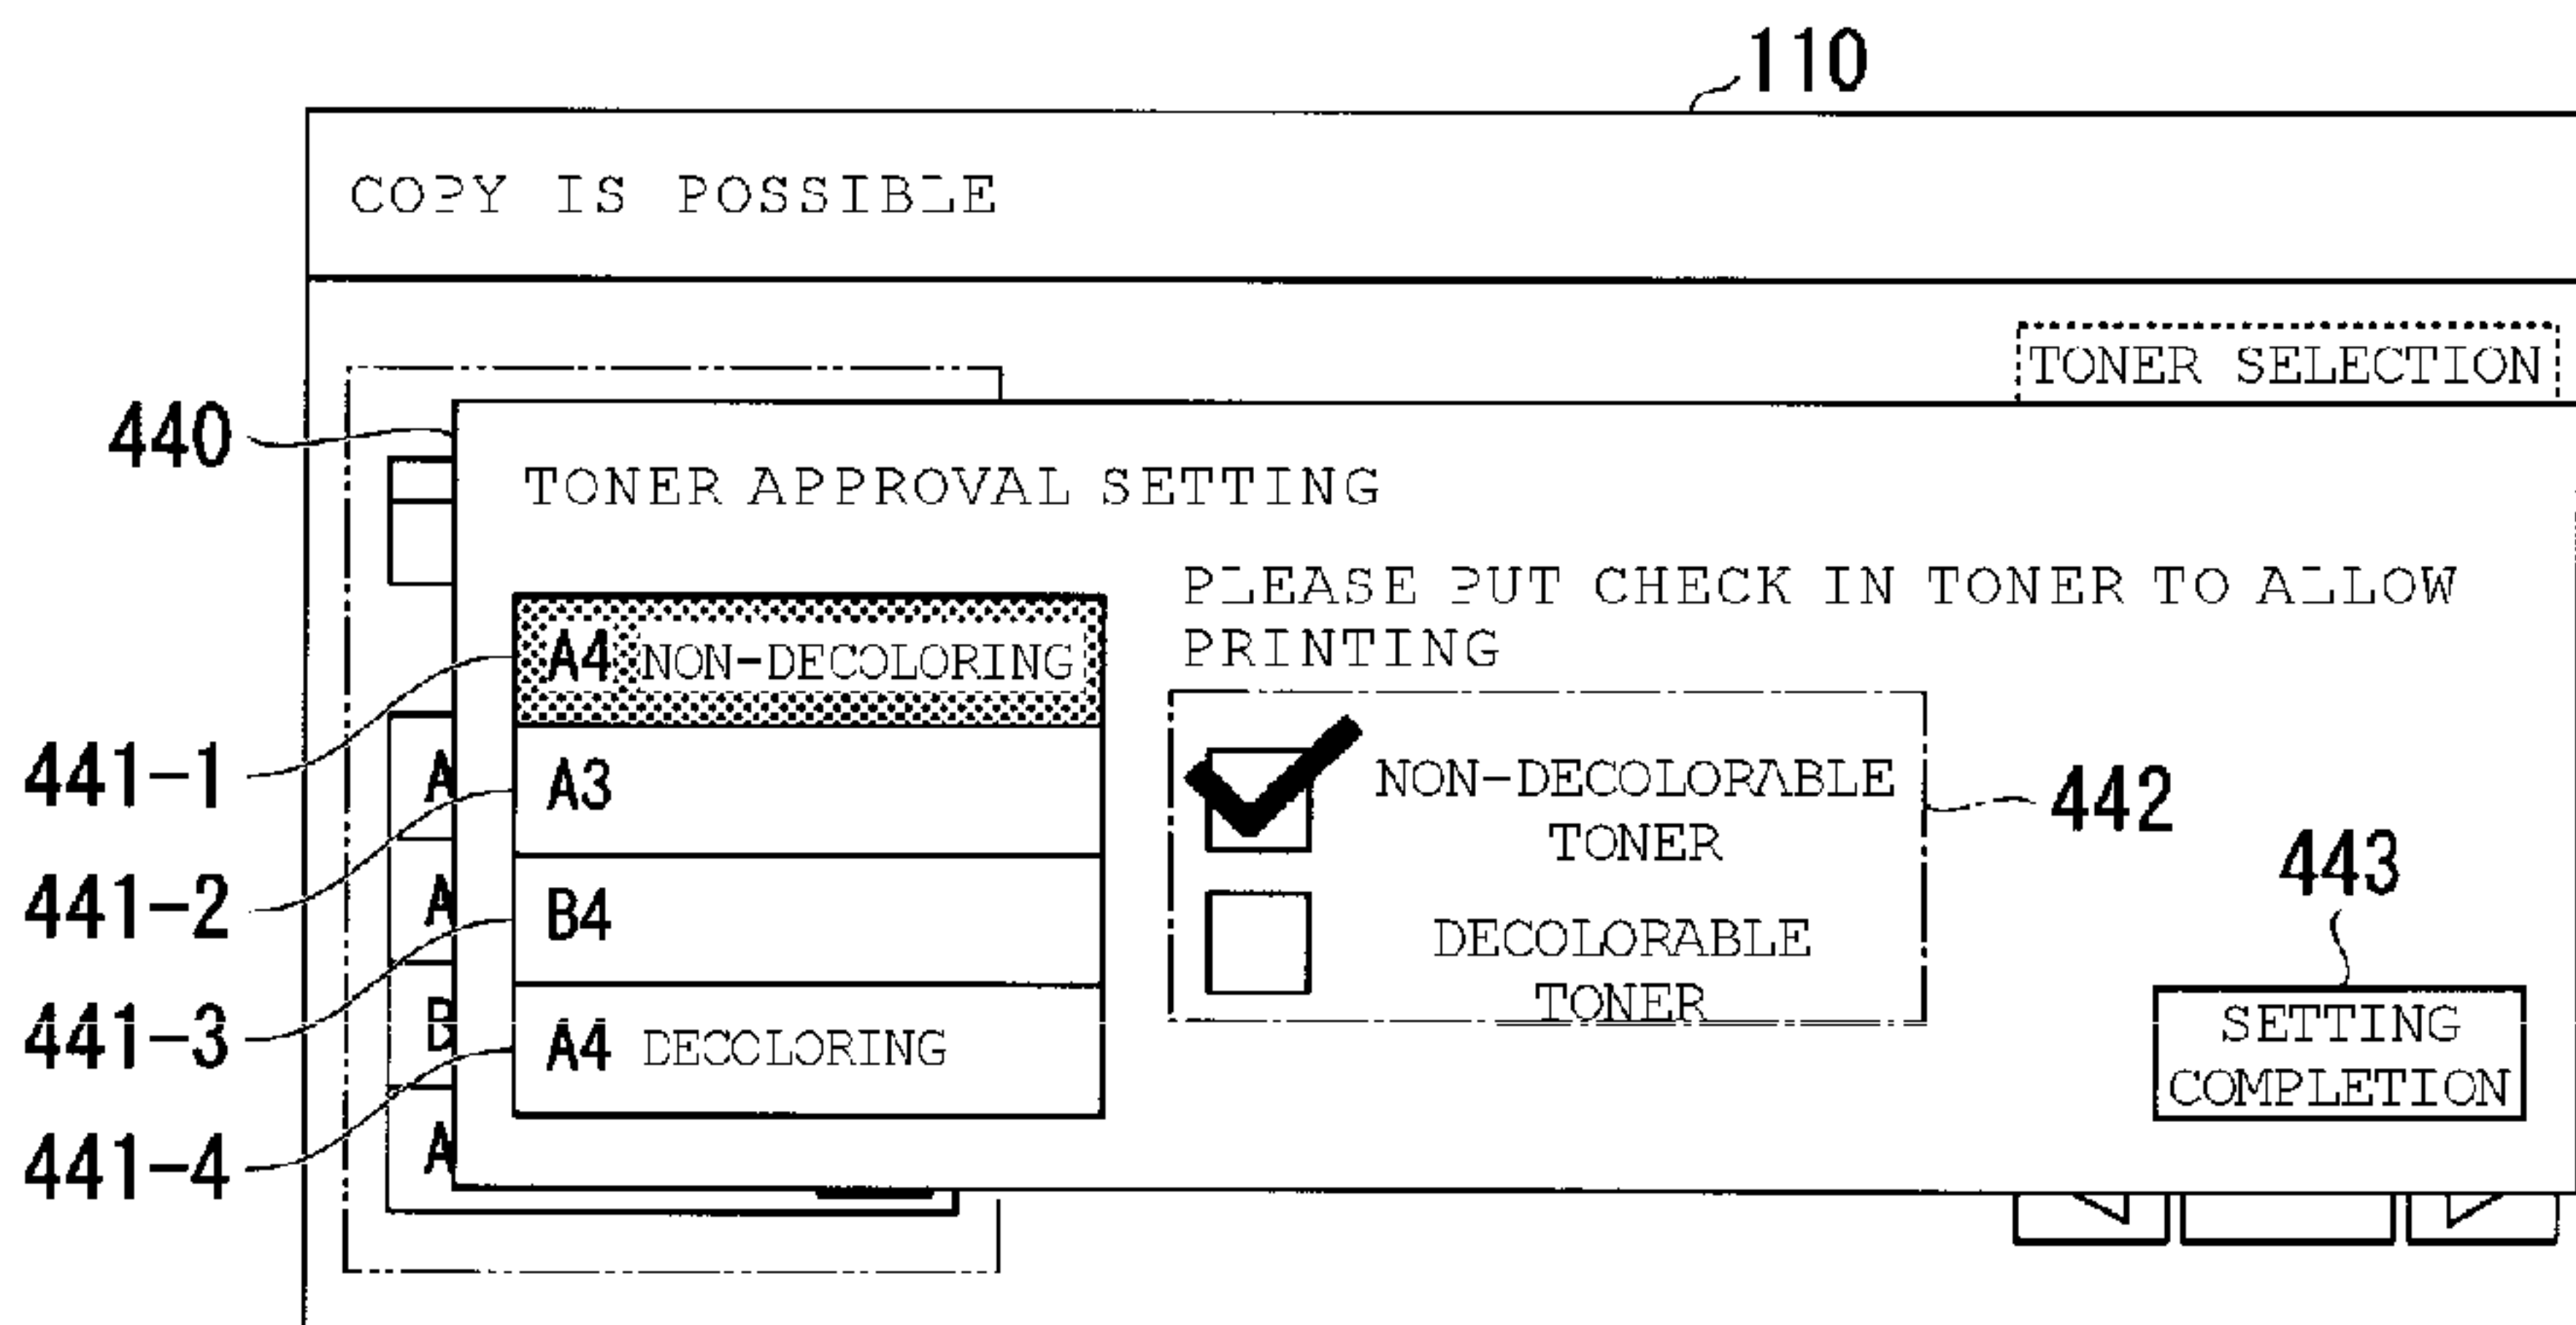 110
COPY IS POSSIBLE
TONER SELECTION
440
TONER APPROVAL SETTING
PLEASE PUT CHECK IN TONER TO ALLOW
PRINTING
A4 NON-DECOLORING
441-1
A3
NON-DECOLORABLE
TONER
442
A
441-2
B4
DECOLORABLE
TONER
443
A
441-3
A4 DECOLORING
SETTING
COMPLETION
B
441-4
A